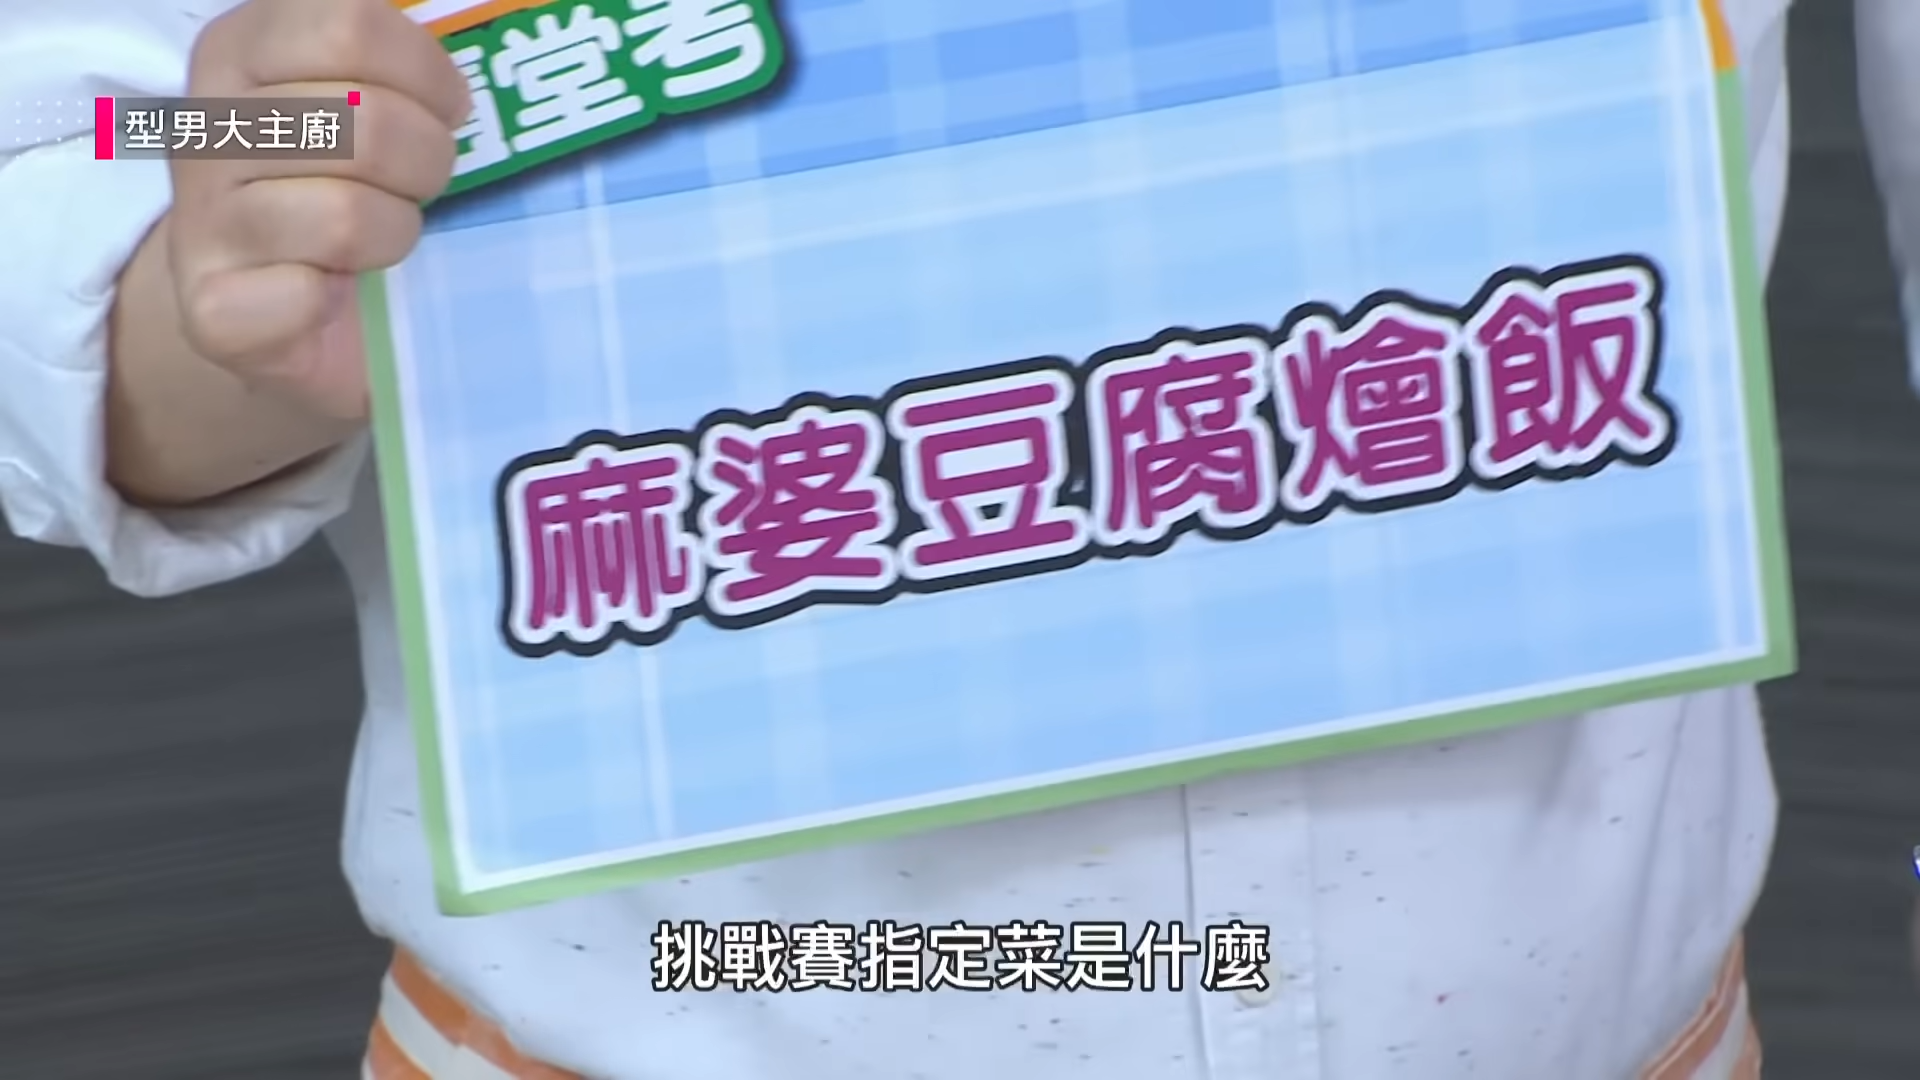 堂考
型男大主廚
麻婆豆腐燴飯
挑戰賽指定菜是什麼